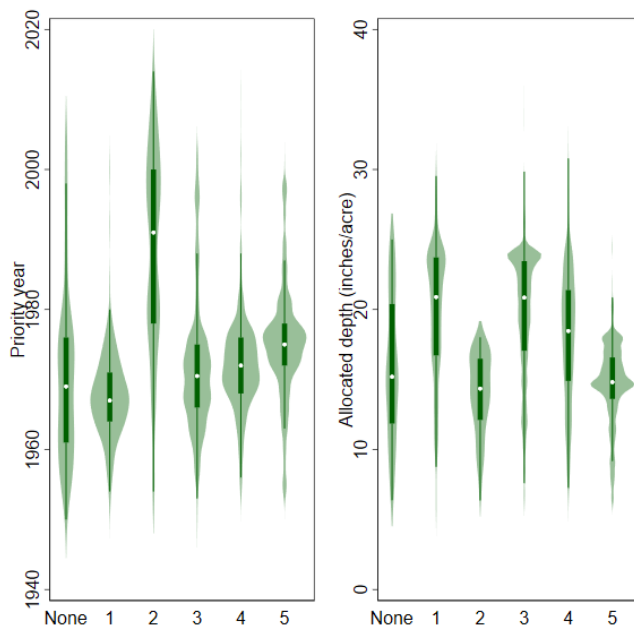 Priority year
1940 1960 1980 2000 2020
None 1 2 3 4 5
Allocated depth (inches/acre)
0 10 20 30 40
None 1 2 3 4 5